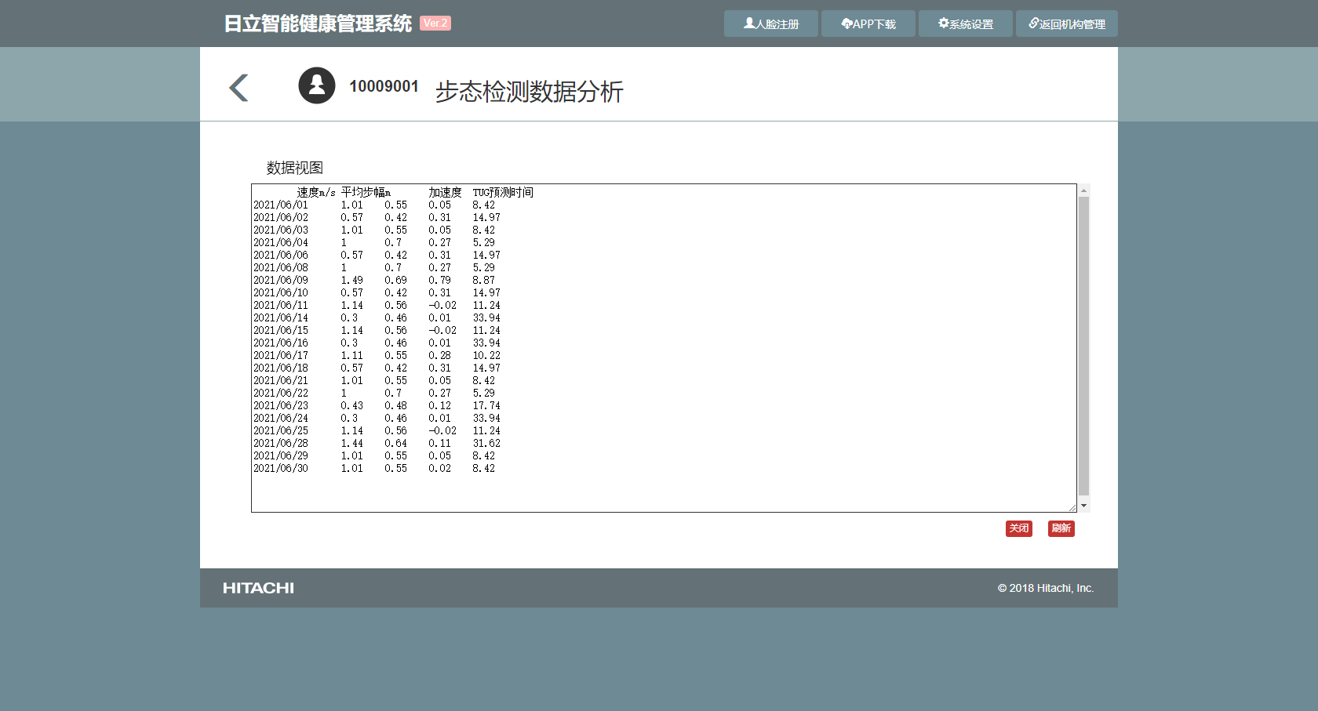 日立智能健康管理系统 Ver.2 人脸注册 APP下载 系统设置 返回机构管理
10009001 步态检测数据分析
数据视图
速度m/s 平均步幅m 加速度 TUG预测时间
2021/06/01 1.01 0.55 0.05 8.42
2021/06/02 0.57 0.42 0.31 14.97
2021/06/03 1.01 0.55 0.05 8.42
2021/06/04 1 0.7 0.27 5.29
2021/06/06 0.57 0.42 0.31 14.97
2021/06/08 1 0.7 0.27 5.29
2021/06/09 1.49 0.69 0.79 8.87
2021/06/10 0.57 0.42 0.31 14.97
2021/06/11 1.14 0.56 -0.02 11.24
2021/06/14 0.3 0.46 0.01 33.94
2021/06/15 1.14 0.56 -0.02 11.24
2021/06/16 0.3 0.46 0.01 33.94
2021/06/17 1.11 0.55 0.28 10.22
2021/06/18 0.57 0.42 0.31 14.97
2021/06/21 1.01 0.55 0.05 8.42
2021/06/22 1 0.7 0.27 5.29
2021/06/23 0.43 0.48 0.12 17.74
2021/06/24 0.3 0.46 0.01 33.94
2021/06/25 1.14 0.56 -0.02 11.24
2021/06/28 1.44 0.64 0.11 31.62
2021/06/29 1.01 0.55 0.05 8.42
2021/06/30 1.01 0.55 0.02 8.42
关闭 刷新
HITACHI © 2018 Hitachi, Inc.